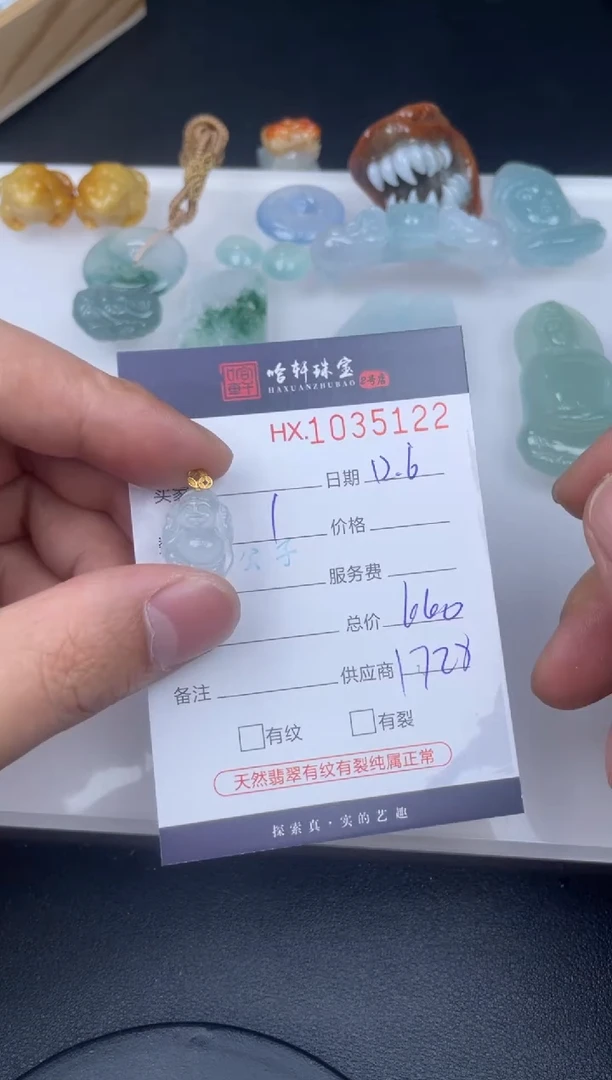 哈轩珠宝
HAXUANZHUBAO
HX.1035122
买家
日期 12.6
1
价格
服务费
总价 660
供应商 1728
备注
有纹 有裂
天然翡翠有纹有裂纯属正常
探索真·实的艺趣